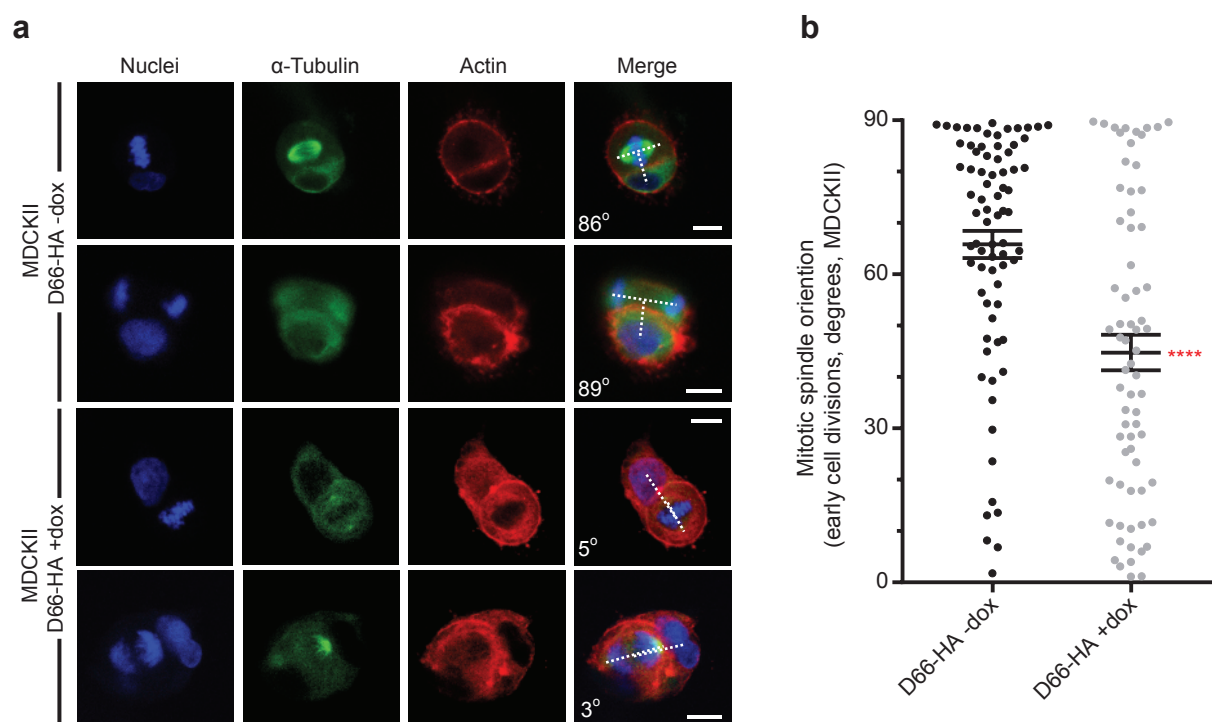 a
Nuclei
α-Tubulin
Actin
Merge
MDCKII
D66-HA -dox
86°
89°
MDCKII
D66-HA +dox
5°
3°
b
Mitotic spindle orientation
(early cell divisions, degrees, MDCKII)
90
60
30
0
****
D66-HA -dox
D66-HA +dox